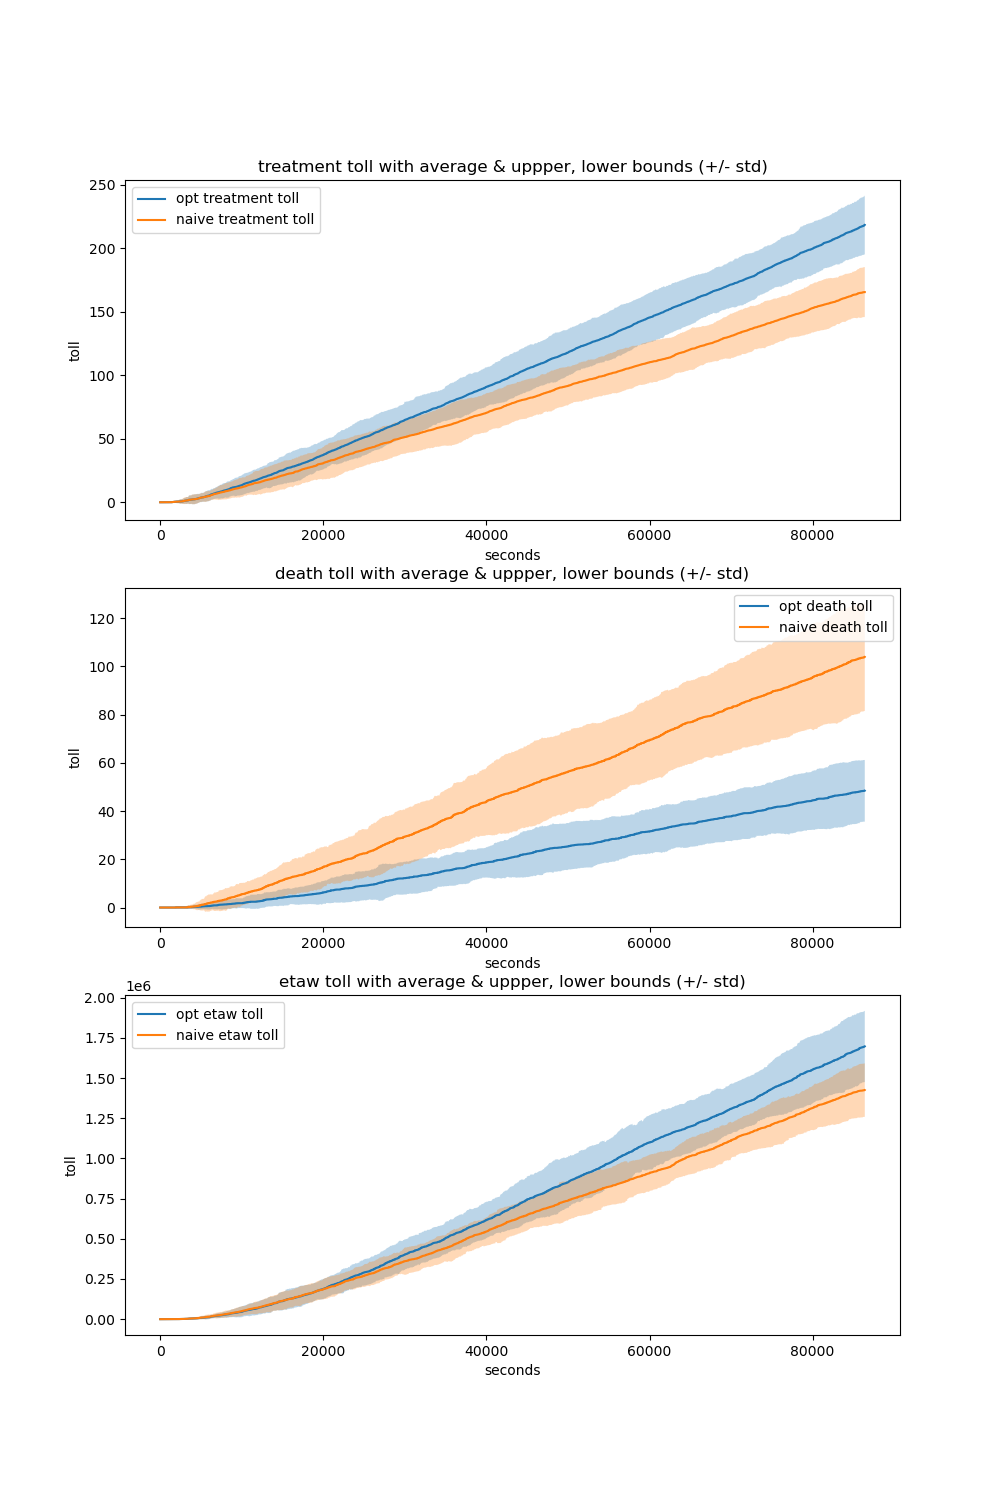 treatment toll with average & uppper, lower bounds (+/- std)
opt treatment toll
naive treatment toll
250
200
150
100
50
0
toll
0 20000 40000 60000 80000
seconds
death toll with average & uppper, lower bounds (+/- std)
opt death toll
naive death toll
120
100
80
60
40
20
0
toll
0 20000 40000 60000 80000
seconds
etaw toll with average & uppper, lower bounds (+/- std)
1e6
opt etaw toll
naive etaw toll
2.00
1.75
1.50
1.25
1.00
0.75
0.50
0.25
0.00
toll
0 20000 40000 60000 80000
seconds